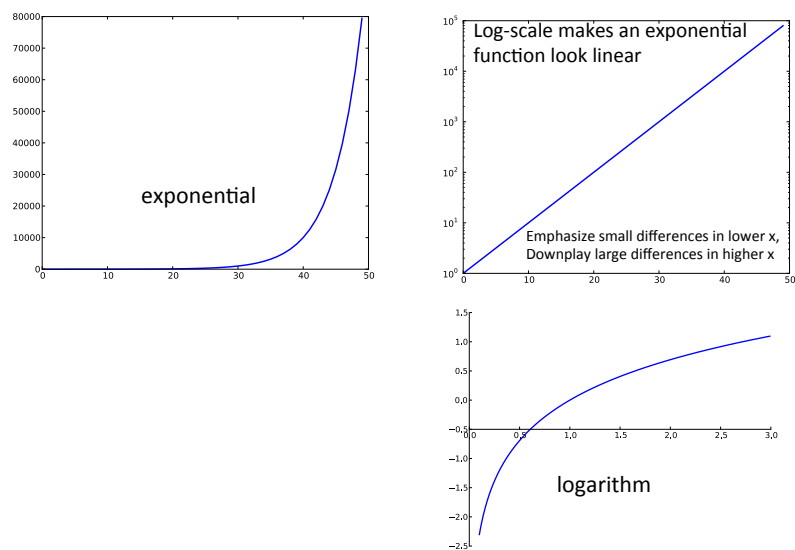 80000
70000
60000
50000
40000
30000
20000
10000
0
0 10 20 30 40 50
exponential
Log-scale makes an exponential
function look linear
10^5
10^4
10^3
10^2
10^1
10^0
Emphasize small differences in lower x,
Downplay large differences in higher x
0 10 20 30 40 50
1.5
1.0
0.5
0.0
−0.5
−1.0
−1.5
−2.0
−2.5
0.0 0.5 1.0 1.5 2.0 2.5 3.0
logarithm